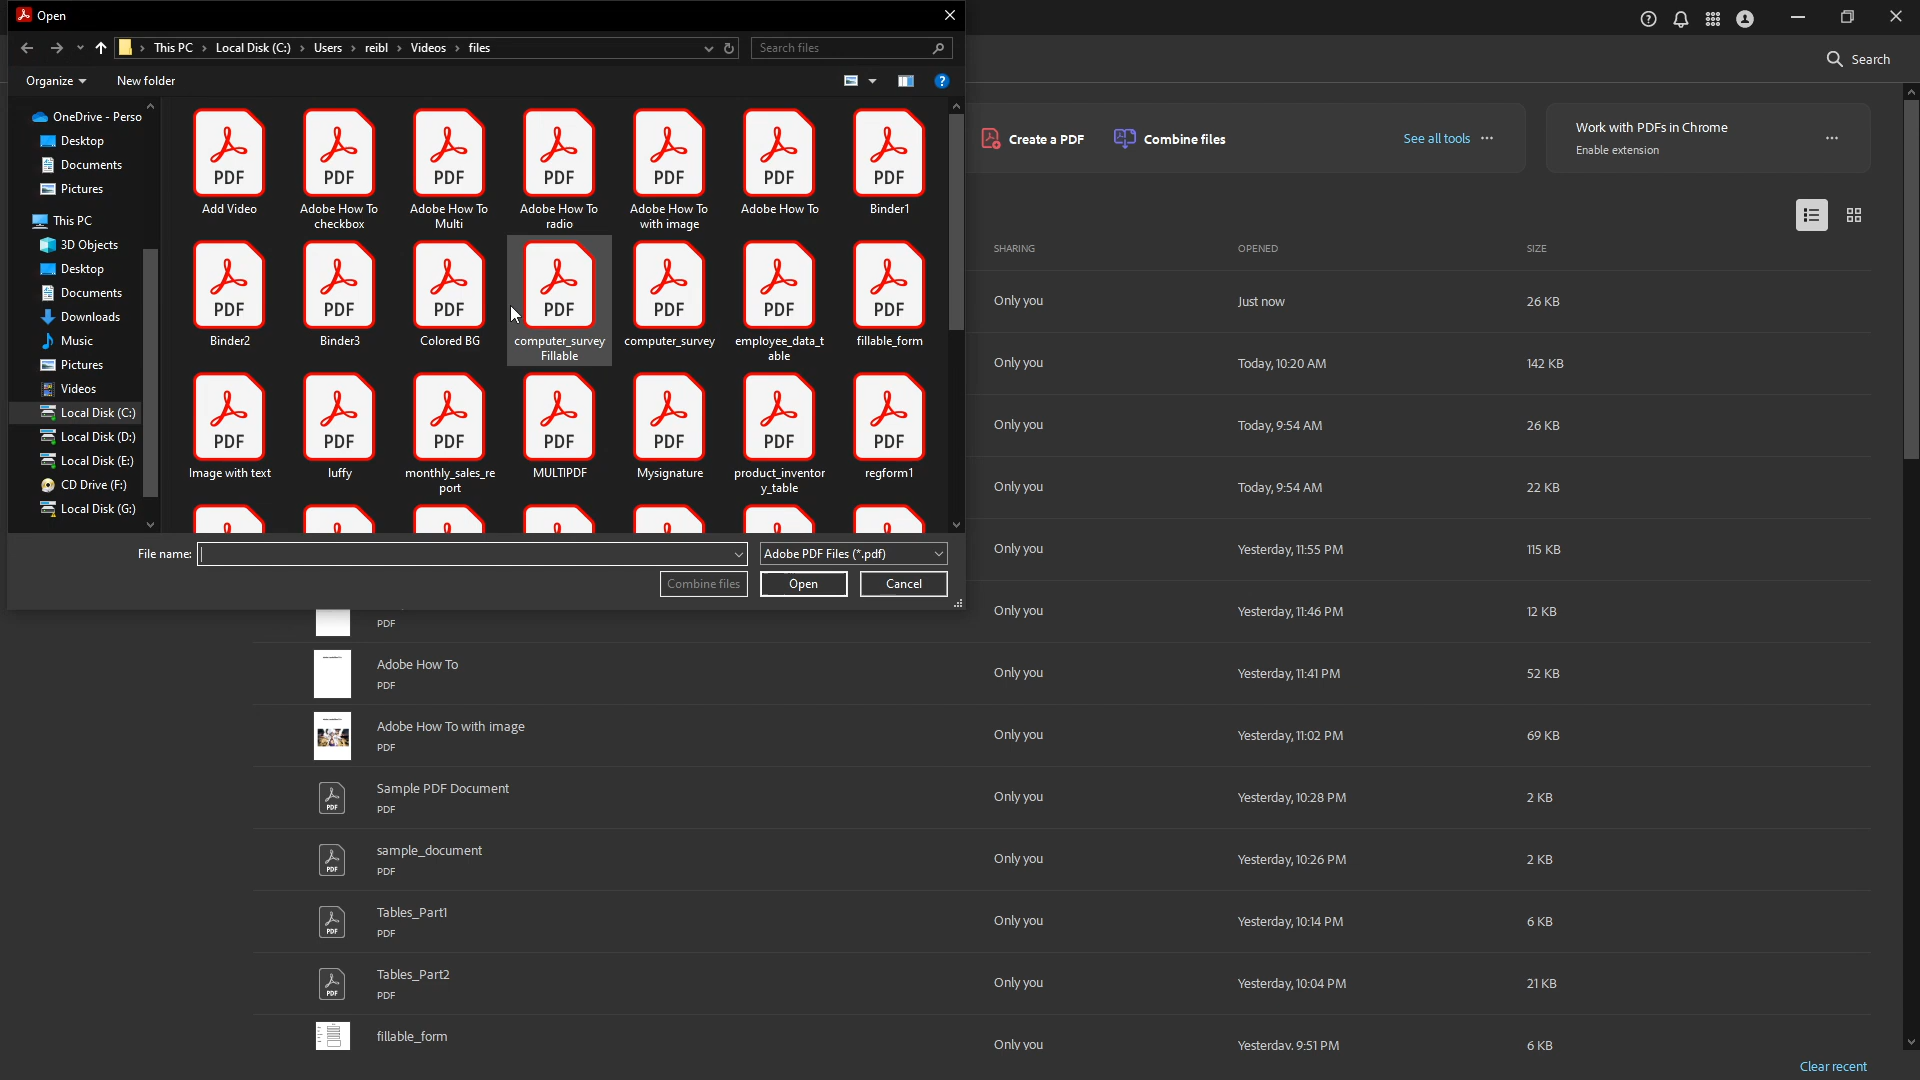 Open
This PC > Local Disk (C:) > Users > reibl > Videos > files
Search files
Organize
New folder
OneDrive - Perso
Desktop
Documents
Pictures
This PC
3D Objects
Desktop
Documents
Downloads
Music
Pictures
Videos
Local Disk (C:)
Local Disk (D:)
Local Disk (E:)
CD Drive (F:)
Local Disk (G:)
PDF PDF PDF PDF PDF PDF PDF
Add Video
Adobe How To
checkbox
Adobe How To
Multi
Adobe How To
radio
Adobe How To
with image
Adobe How To
Binder1
PDF PDF PDF PDF PDF PDF PDF
Binder2
Binder3
Colored BG
computer_survey
Fillable
computer_survey
employee_data_t
able
fillable_form
PDF PDF PDF PDF PDF PDF PDF
Image with text
luffy
monthly_sales_re
port
MULTIPDF
Mysignature
product_inventor
y_table
regform1
File name:
Adobe PDF Files (*.pdf)
Combine files
Open
Cancel
Search
Create a PDF
Combine files
See all tools
Work with PDFs in Chrome
Enable extension
SHARING OPENED SIZE
Only you Just now 26 KB
Only you Today, 10:20 AM 142 KB
Only you Today, 9:54 AM 26 KB
Only you Today, 9:54 AM 22 KB
Only you Yesterday, 11:55 PM 115 KB
Only you Yesterday, 11:46 PM 12 KB
PDF
Adobe How To Only you Yesterday, 11:41 PM 52 KB
PDF
Adobe How To with image Only you Yesterday, 11:02 PM 69 KB
PDF
Sample PDF Document Only you Yesterday, 10:28 PM 2 KB
PDF
sample_document Only you Yesterday, 10:26 PM 2 KB
PDF
Tables_Part1 Only you Yesterday, 10:14 PM 6 KB
PDF
Tables_Part2 Only you Yesterday, 10:04 PM 21 KB
PDF
fillable_form Only you Yesterday, 9:51 PM 6 KB
Clear recent